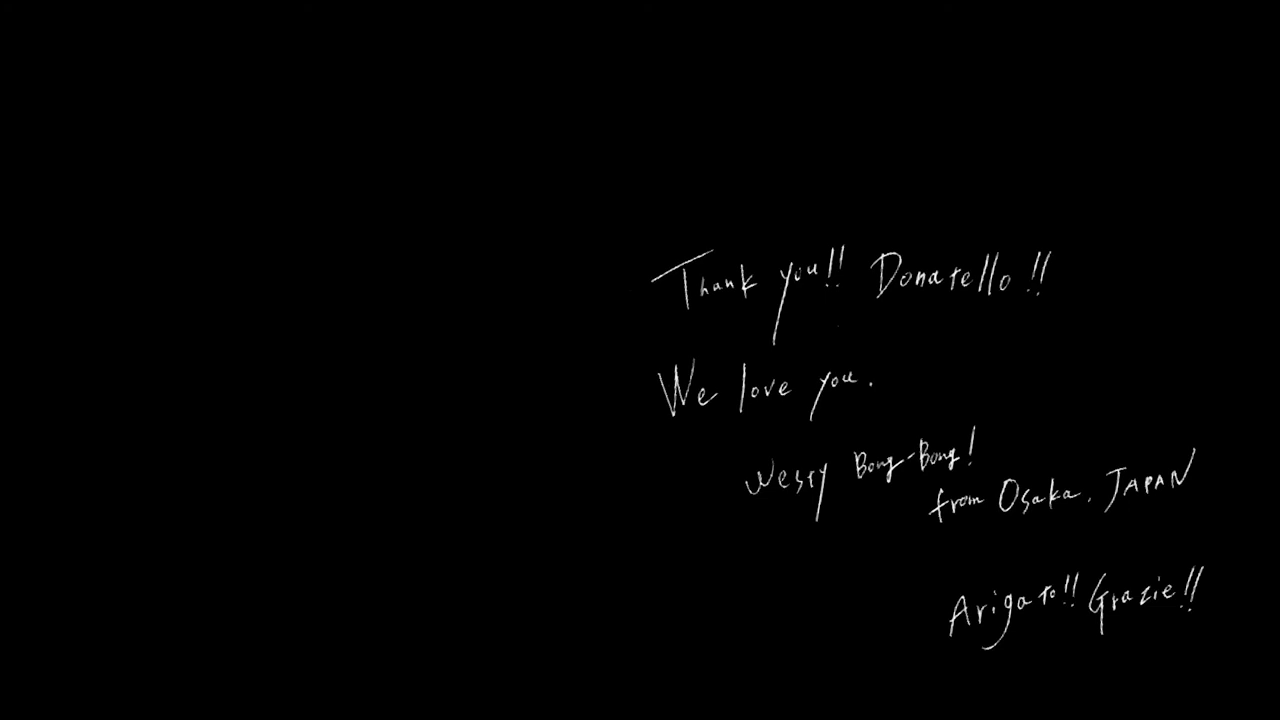 Thank you!! Donatello!!
We love you.
Westy Bong-Bong!
from Osaka, JAPAN
Arigato!! Grazie!!